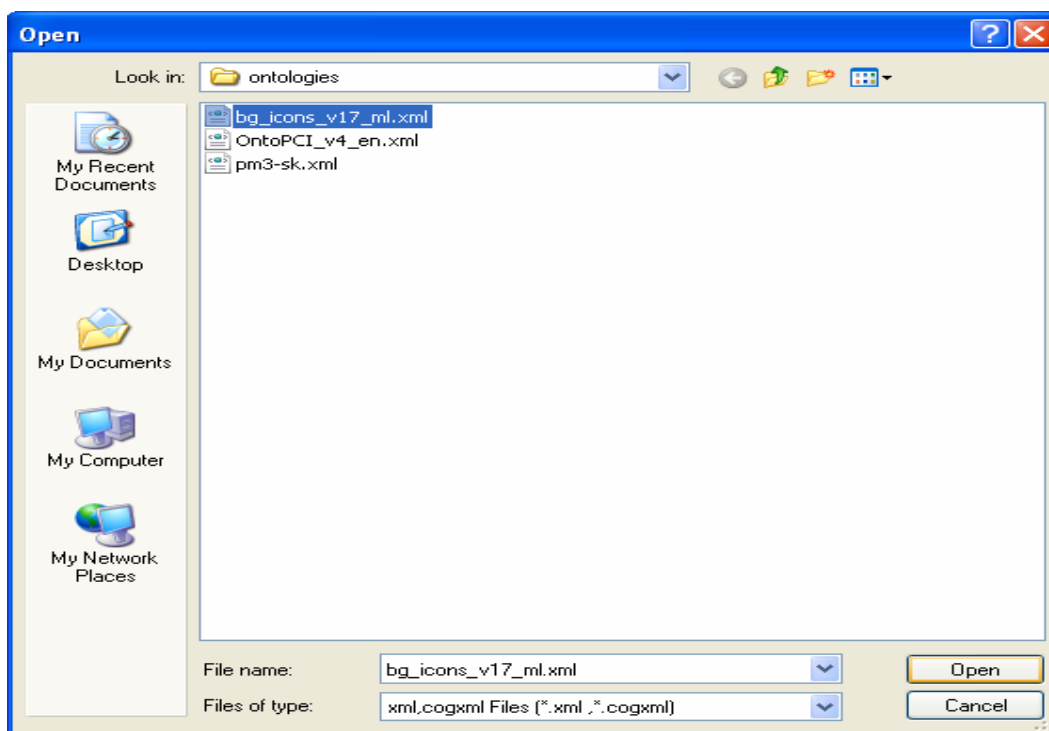 Open
Look in:
ontologies
bg_icons_v17_ml.xml
OntoPCI_v4_en.xml
pm3-sk.xml
My Recent
Documents
Desktop
My Documents
My Computer
My Network
Places
File name:
bg_icons_v17_ml.xml
Open
Files of type:
xml,cogxml Files (*.xml ,*.cogxml)
Cancel